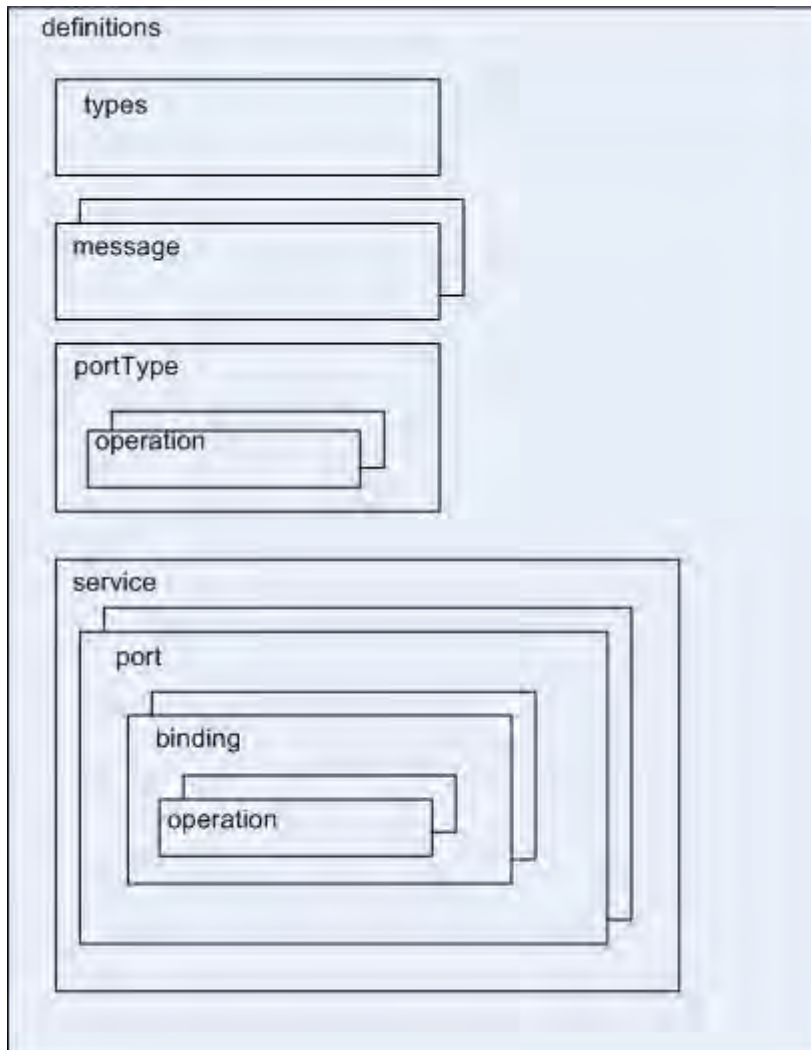 definitions
types
message
portType
operation
service
port
binding
operation